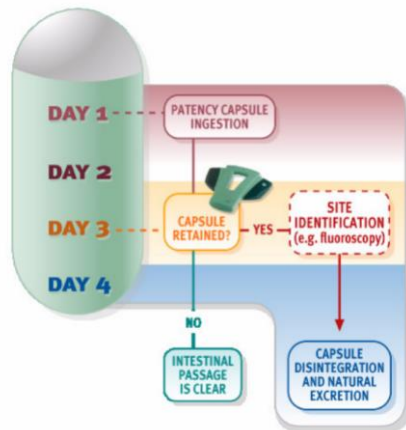 DAY 1
PATENCY CAPSULE
INGESTION
DAY 2
DAY 3
CAPSULE
RETAINED?
YES
SITE
IDENTIFICATION
(e.g. fluoroscopy)
DAY 4
NO
INTESTINAL
PASSAGE
IS CLEAR
CAPSULE
DISINTEGRATION
AND NATURAL
EXCRETION